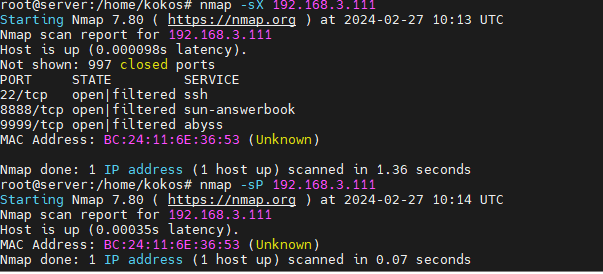 root@server:/home/kokos# nmap -sX 192.168.3.111
Starting Nmap 7.80 ( https://nmap.org ) at 2024-02-27 10:13 UTC
Nmap scan report for 192.168.3.111
Host is up (0.000098s latency).
Not shown: 997 closed ports
PORT     STATE         SERVICE
22/tcp   open|filtered ssh
8888/tcp open|filtered sun-answerbook
9999/tcp open|filtered abyss
MAC Address: BC:24:11:6E:36:53 (Unknown)

Nmap done: 1 IP address (1 host up) scanned in 1.36 seconds
root@server:/home/kokos# nmap -sP 192.168.3.111
Starting Nmap 7.80 ( https://nmap.org ) at 2024-02-27 10:14 UTC
Nmap scan report for 192.168.3.111
Host is up (0.00035s latency).
MAC Address: BC:24:11:6E:36:53 (Unknown)
Nmap done: 1 IP address (1 host up) scanned in 0.07 seconds